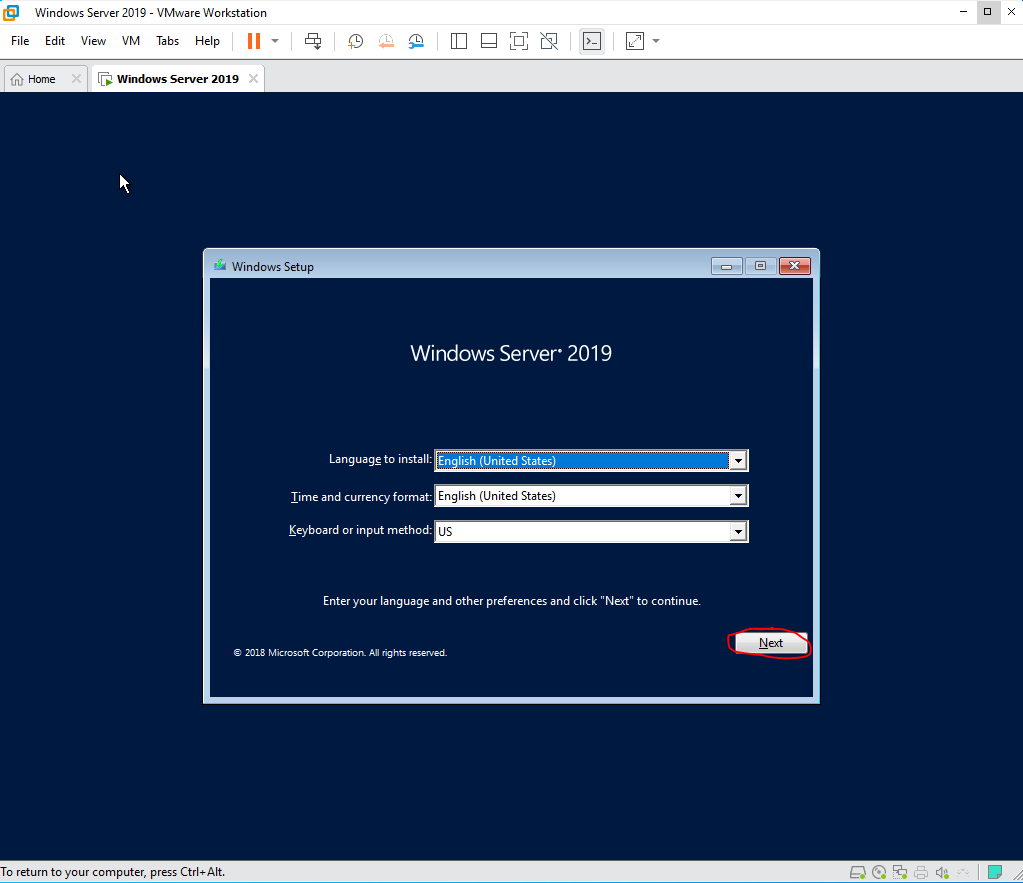 Windows Server 2019 - VMware Workstation
File Edit View VM Tabs Help
Home Windows Server 2019
Windows Setup
Windows Server® 2019
Language to install: English (United States)
Time and currency format: English (United States)
Keyboard or input method: US
Enter your language and other preferences and click "Next" to continue.
Next
© 2018 Microsoft Corporation. All rights reserved.
To return to your computer, press Ctrl+Alt.